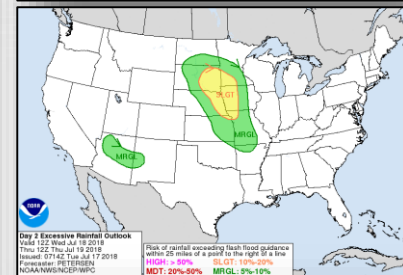 SLGT
MRGL
MRGL
NOAA
Day 2 Excessive Rainfall Outlook
Valid 12Z Wed Jul 18 2018
Thru 12Z Thu Jul 19 2018
Issued: 0714Z Tue Jul 17 2018
Forecaster: PETERSEN
NOAA/NWS/NCEP/WPC
Risk of rainfall exceeding flash flood guidance
within 25 miles of a point to the right of a line
HIGH: > 50% SLGT: 10%-20%
MDT: 20%-50% MRGL: 5%-10%